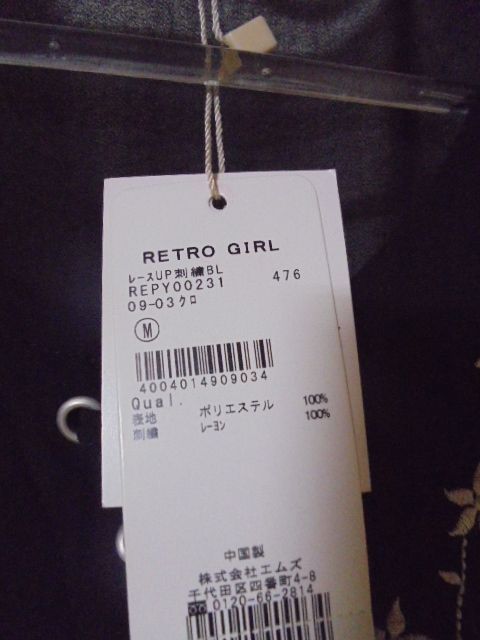 RETRO GIRL
レースUP刺繍BL
REPY00231 476
09-03クロ
M
4004014909034
Qual.
表地 ポリエステル 100%
刺繍 レーヨン 100%
中国製
株式会社エムズ
千代田区四番町4-8
0120-66-2814